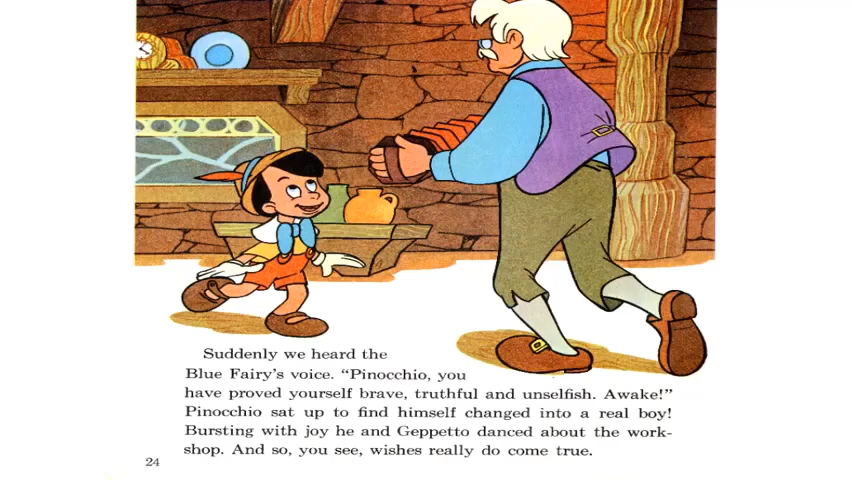 Suddenly we heard the
Blue Fairy's voice. “Pinocchio, you
have proved yourself brave, truthful and unselfish. Awake!”
Pinocchio sat up to find himself changed into a real boy!
Bursting with joy he and Geppetto danced about the work-
shop. And so, you see, wishes really do come true.
24